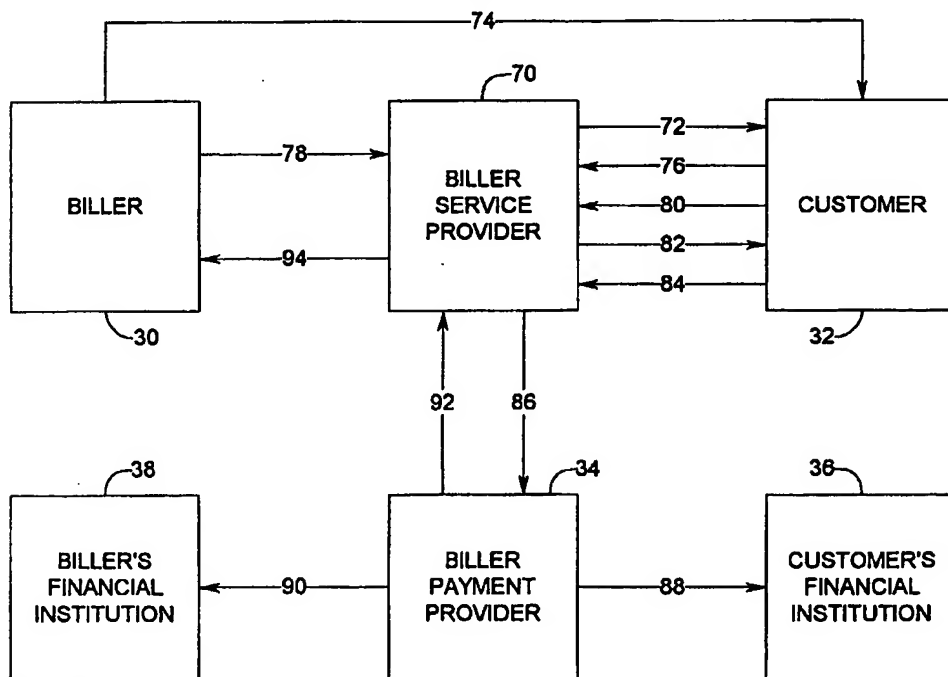 74
70
BILLER
78
94
BILLER
SERVICE
PROVIDER
72
76
80
82
84
CUSTOMER
30
32
92
86
38
34
36
BILLER'S
FINANCIAL
INSTITUTION
90
BILLER
PAYMENT
PROVIDER
88
CUSTOMER'S
FINANCIAL
INSTITUTION